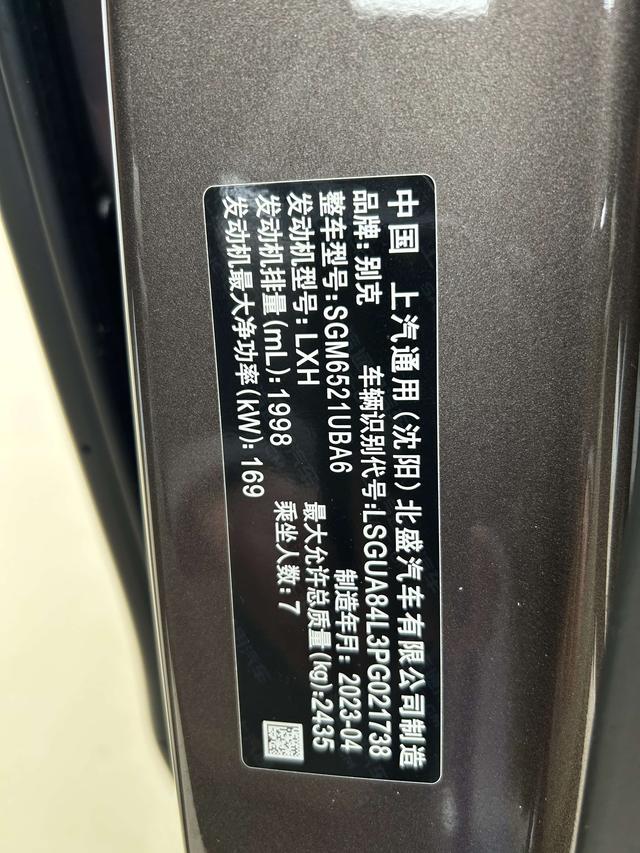 中国 上汽通用(沈阳)北盛汽车有限公司制造
品牌:别克 车辆识别代号:LSGUA84L3PG021738
整车型号:SGM6521UBA6 制造年月:2023-04
发动机型号:LXH 最大允许总质量(kg):2435
发动机排量(mL):1998 乘坐人数:7
发动机最大净功率(kW):169